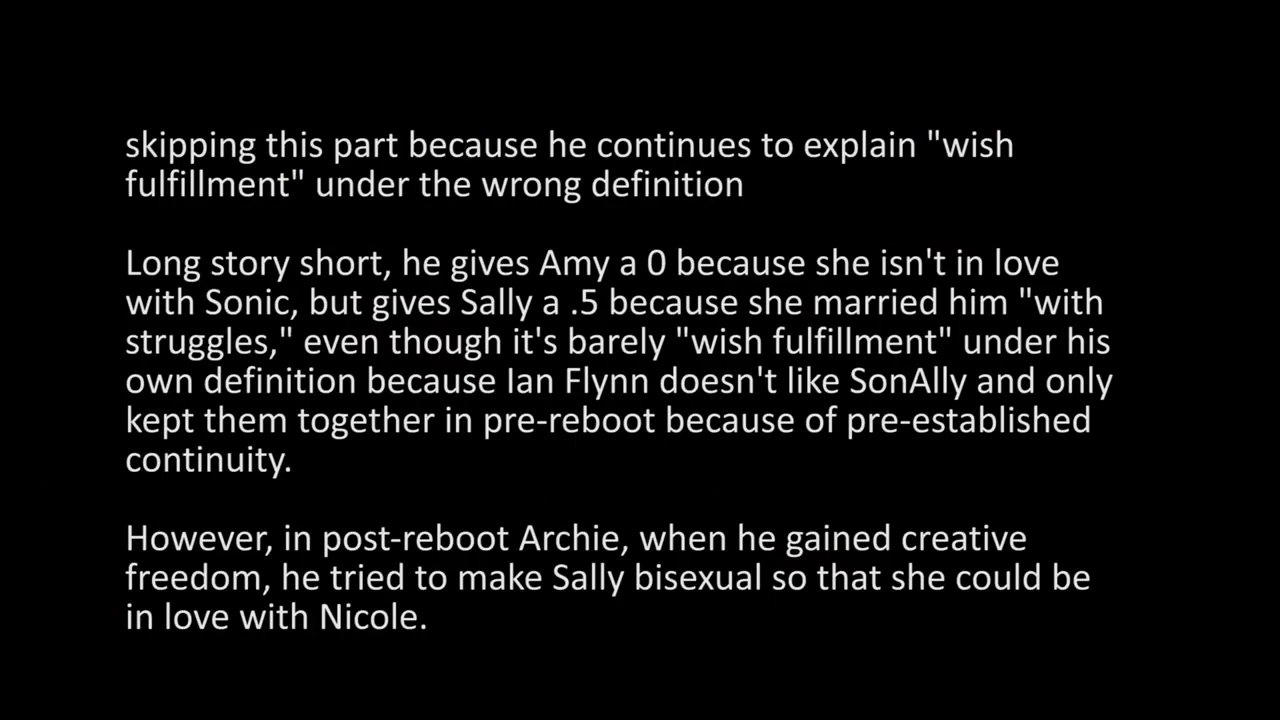 skipping this part because he continues to explain "wish
fulfillment" under the wrong definition
Long story short, he gives Amy a 0 because she isn't in love
with Sonic, but gives Sally a .5 because she married him "with
struggles," even though it's barely "wish fulfillment" under his
own definition because Ian Flynn doesn't like SonAlly and only
kept them together in pre-reboot because of pre-established
continuity.
However, in post-reboot Archie, when he gained creative
freedom, he tried to make Sally bisexual so that she could be
in love with Nicole.